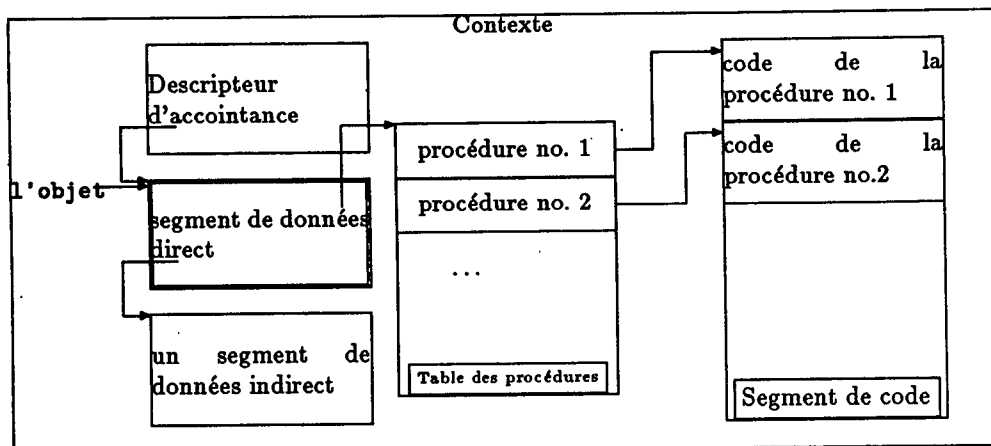 Contexte
Descripteur
d'accointance
l'objet
segment de données
direct
un segment de
données indirect
procédure no. 1
procédure no. 2
...
Table des procédures
code de la
procédure no. 1
code de la
procédure no.2
Segment de code